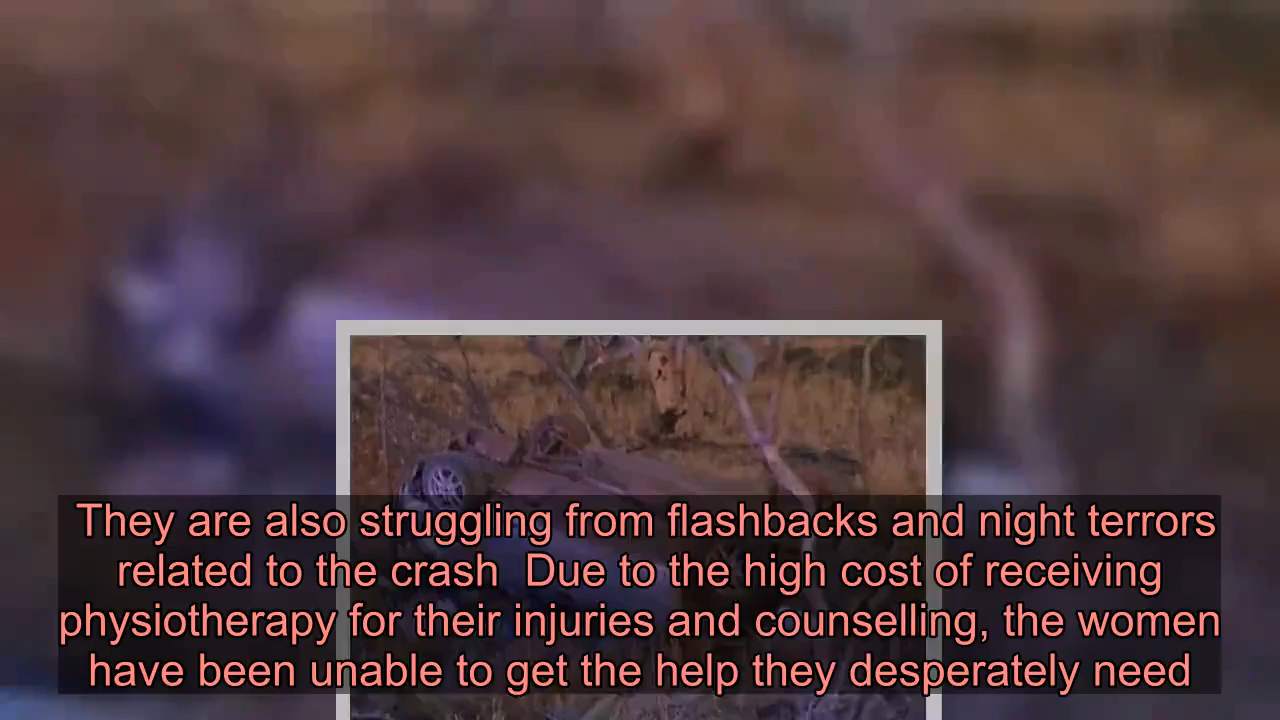 They are also struggling from flashbacks and night terrors
related to the crash  Due to the high cost of receiving
physiotherapy for their injuries and counselling, the women
have been unable to get the help they desperately need